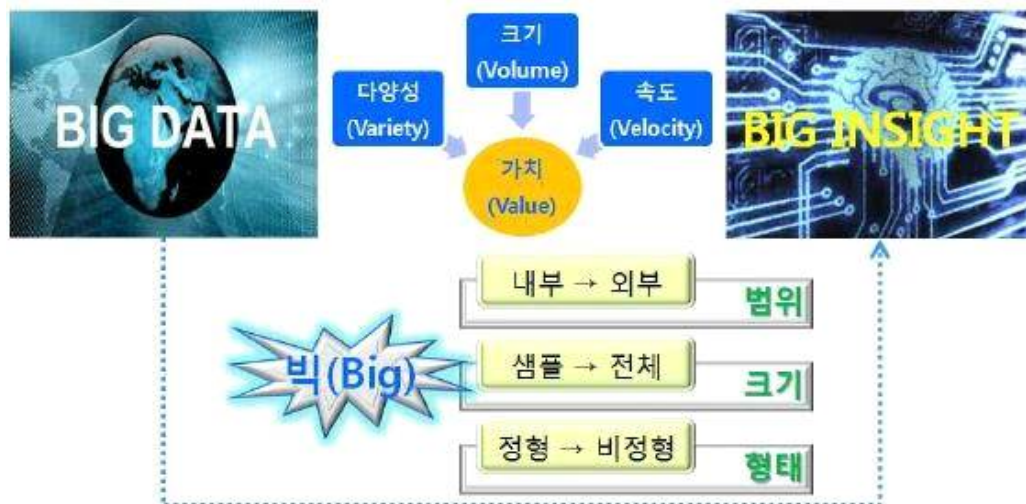 BIG DATA
크기
(Volume)
다양성
(Variety)
속도
(Velocity)
가치
(Value)
BIG INSIGHT
빅(Big)
내부 → 외부
범위
샘플 → 전체
크기
정형 → 비정형
형태